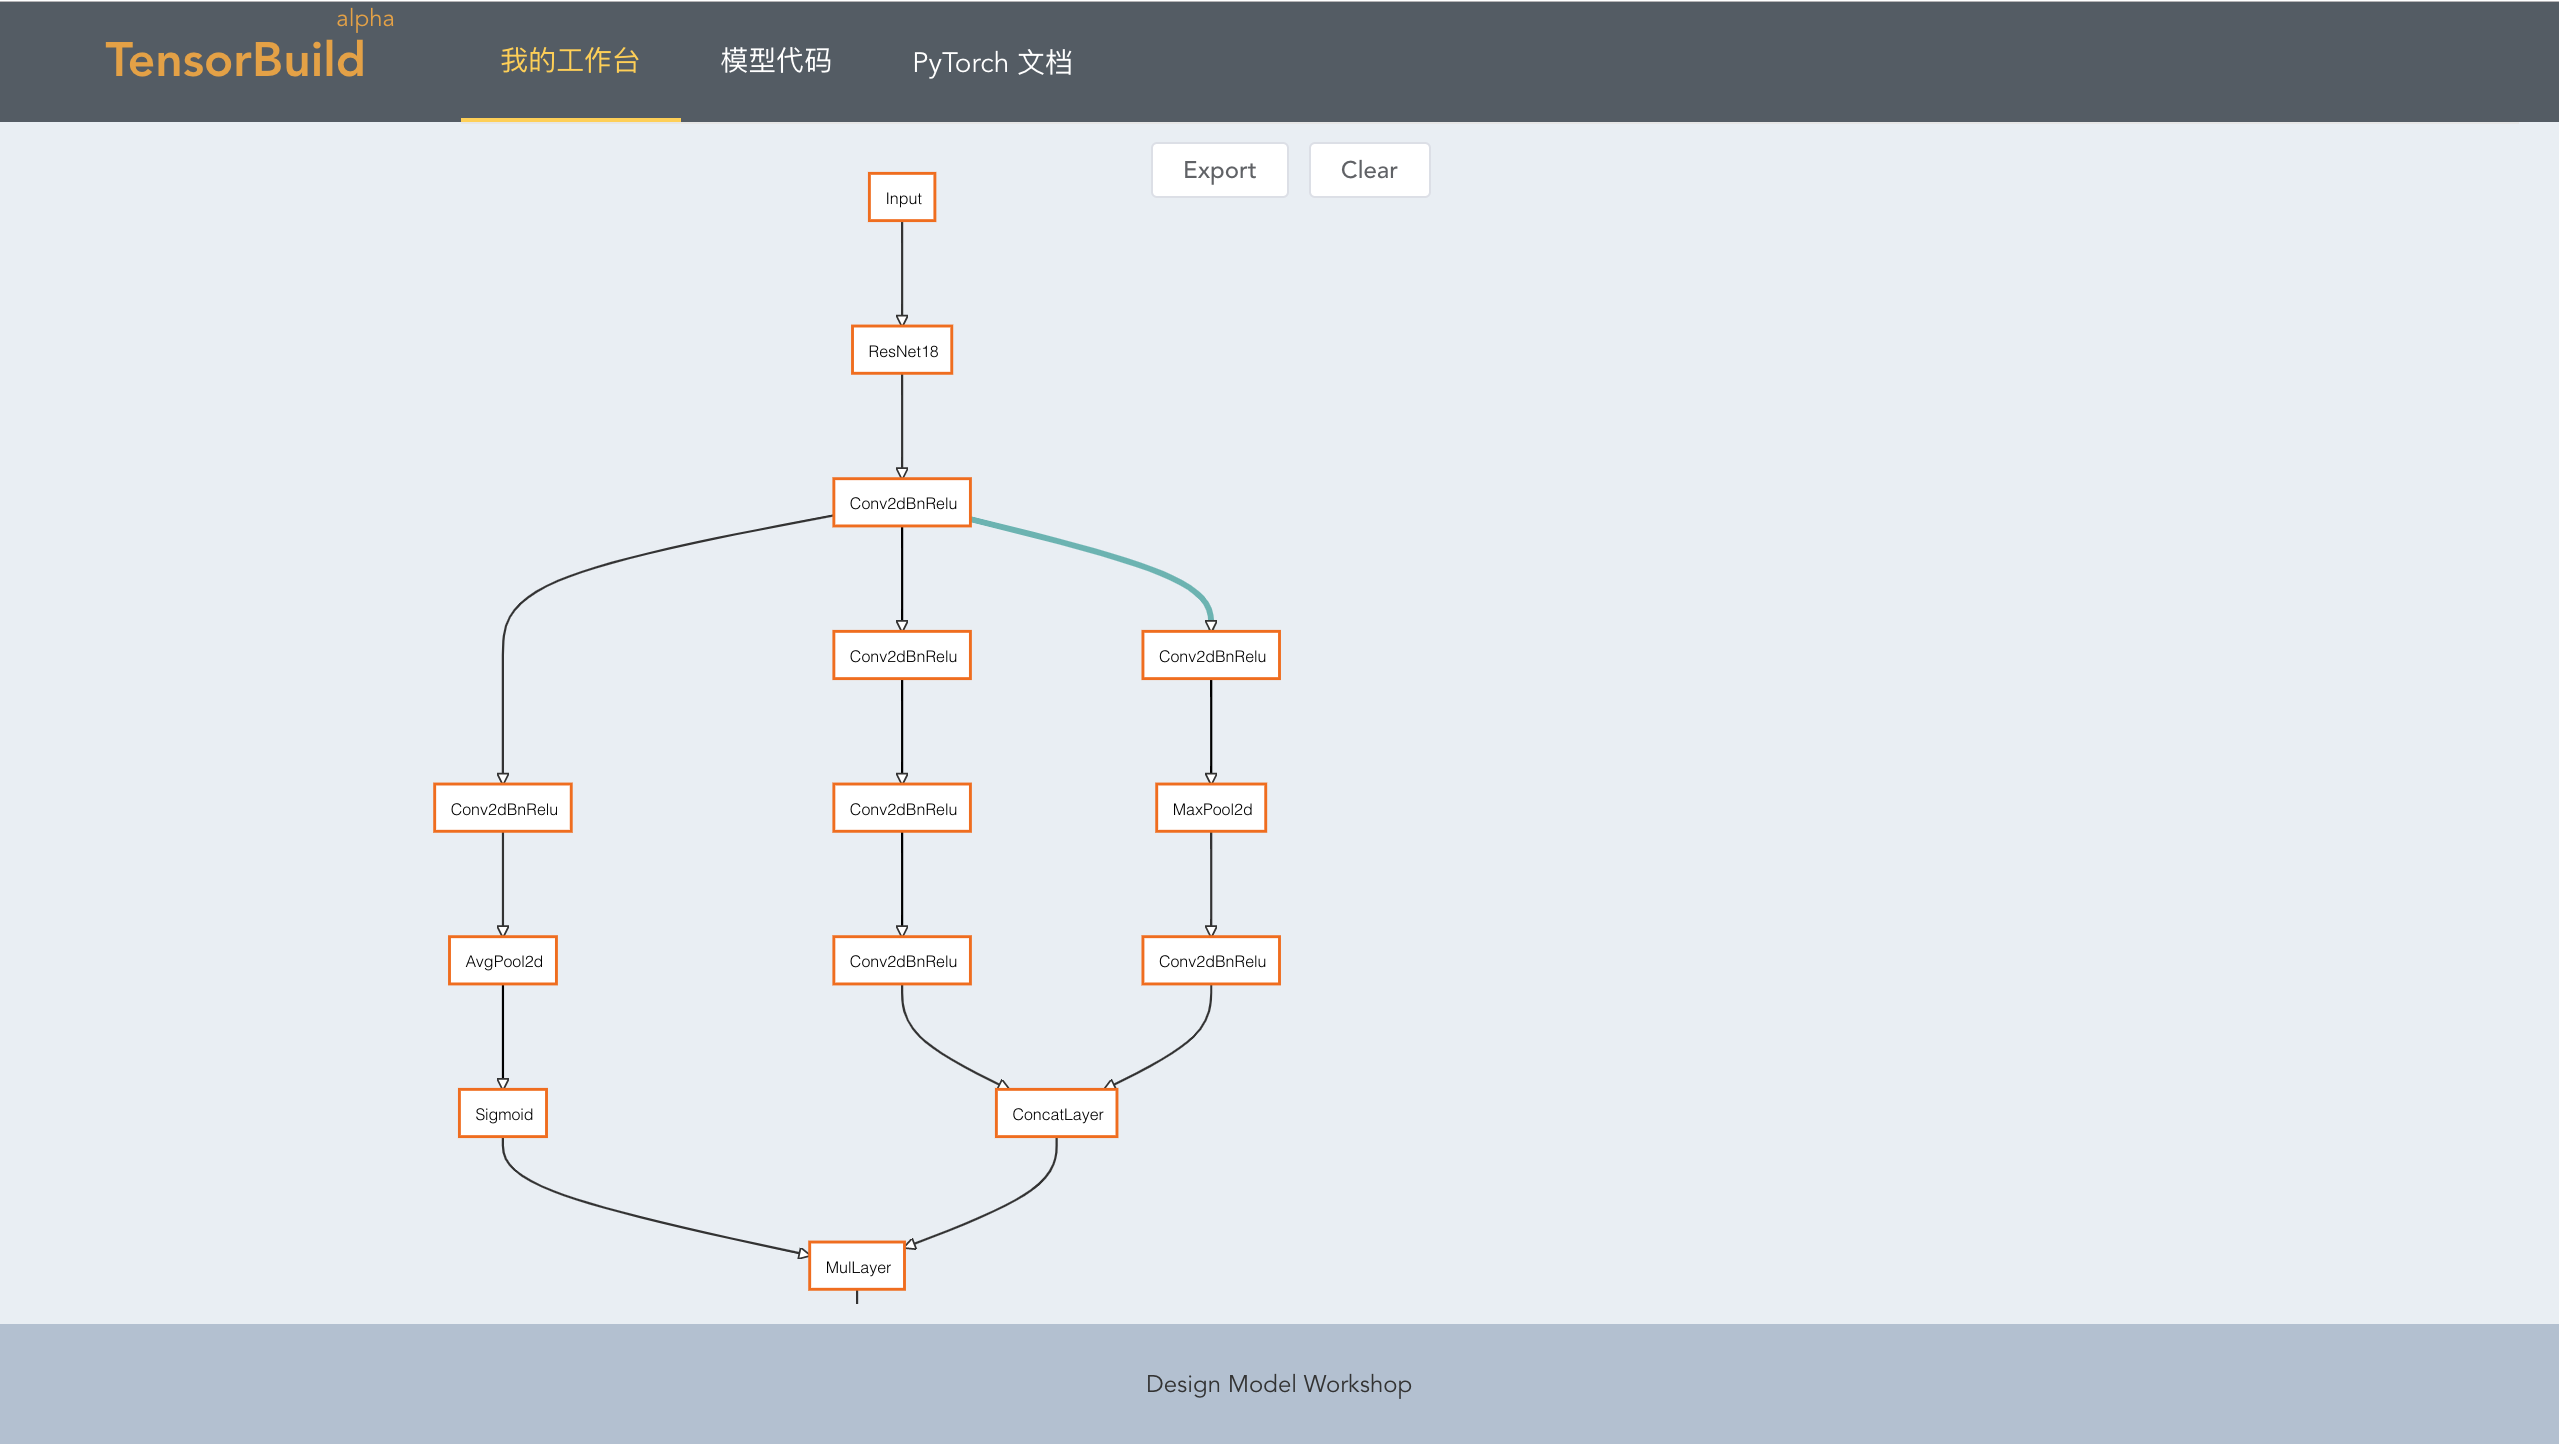 alpha
TensorBuild
我的工作台
模型代码
PyTorch 文档
Export
Clear
Input
ResNet18
Conv2dBnRelu
Conv2dBnRelu
Conv2dBnRelu
Conv2dBnRelu
Conv2dBnRelu
MaxPool2d
AvgPool2d
Conv2dBnRelu
Conv2dBnRelu
Sigmoid
ConcatLayer
MulLayer
Design Model Workshop